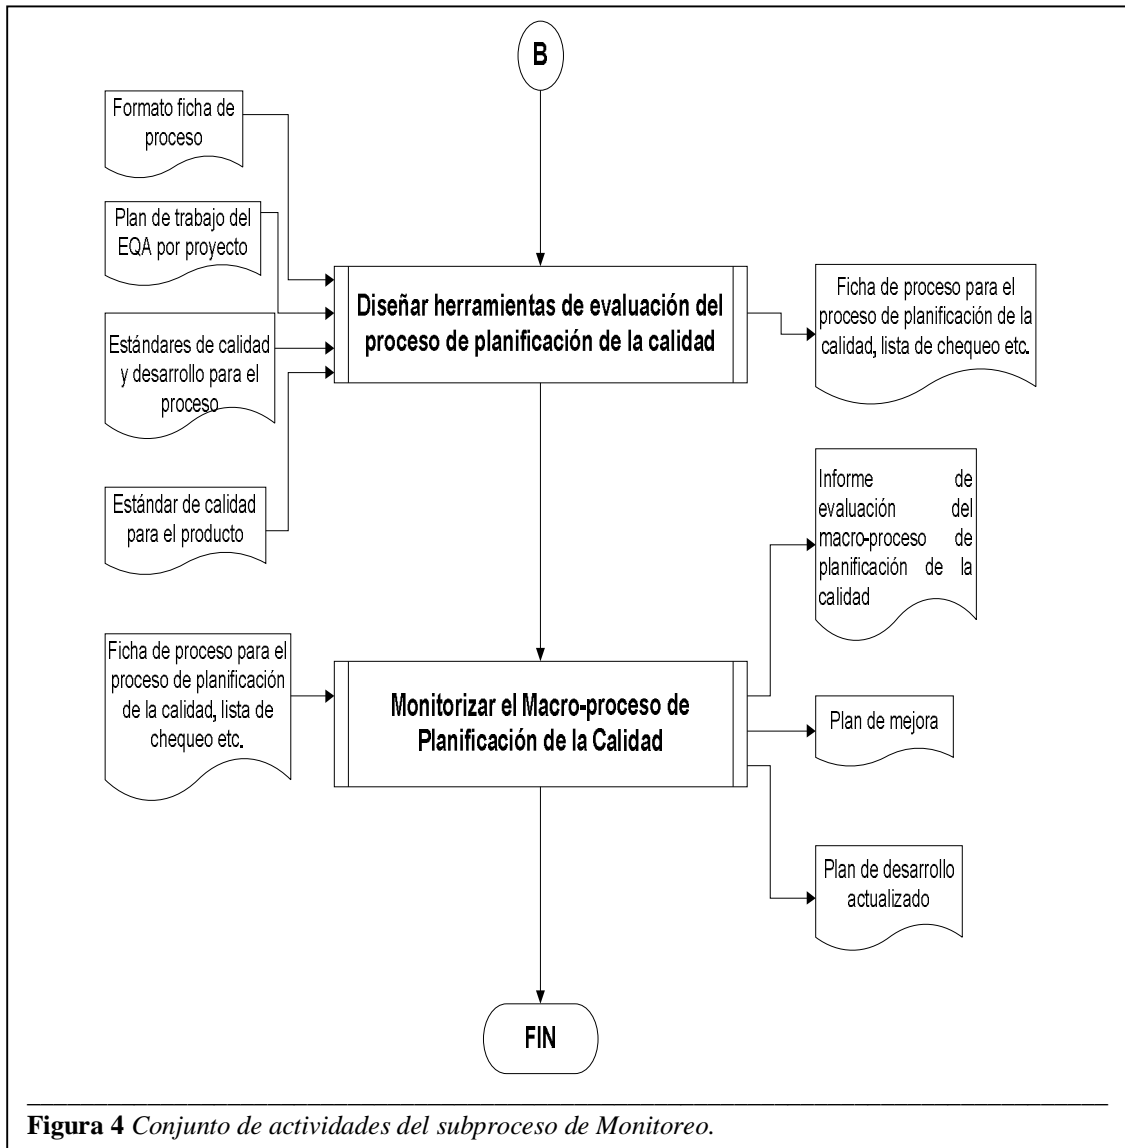 B
Formato ficha de
proceso
Plan de trabajo del
EQA por proyecto
Diseñar herramientas de evaluación del
proceso de planificación de la calidad
Ficha de proceso para el
proceso de planificación de la
calidad, lista de chequeo etc.
Estándares de calidad
y desarrollo para el
proceso
Estándar de calidad
para el producto
Informe de
evaluación del
macro-proceso de
planificación de la
calidad
Ficha de proceso para el
proceso de planificación
de la calidad, lista de
chequeo etc.
Monitorizar el Macro-proceso de
Planificación de la Calidad
Plan de mejora
Plan de desarrollo
actualizado
FIN
Figura 4 Conjunto de actividades del subproceso de Monitoreo.